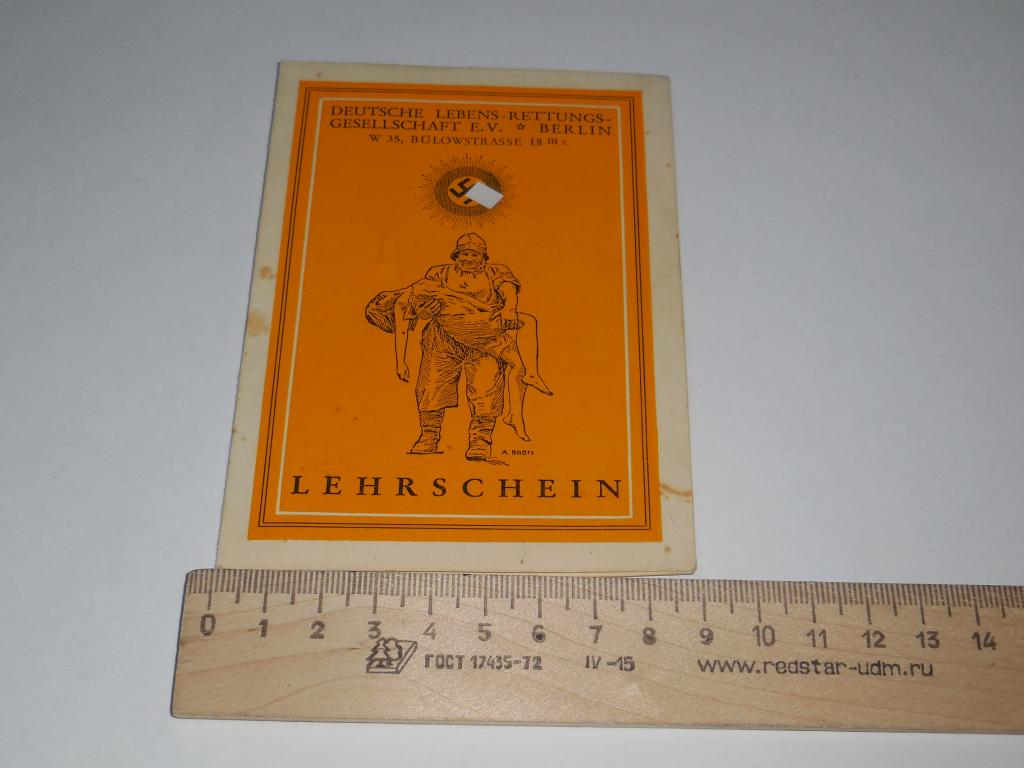 DEUTSCHE LEBENS-RETTUNGS-
GESELLSCHAFT E.V. ☆ BERLIN
W 35, BÜLOWSTRASSE 18 III r.
LEHRSCHEIN
0 1 2 3 4 5 6 7 8 9 10 11 12 13 14
ГОСТ 17435-72 IV-15 www.redstar-udm.ru